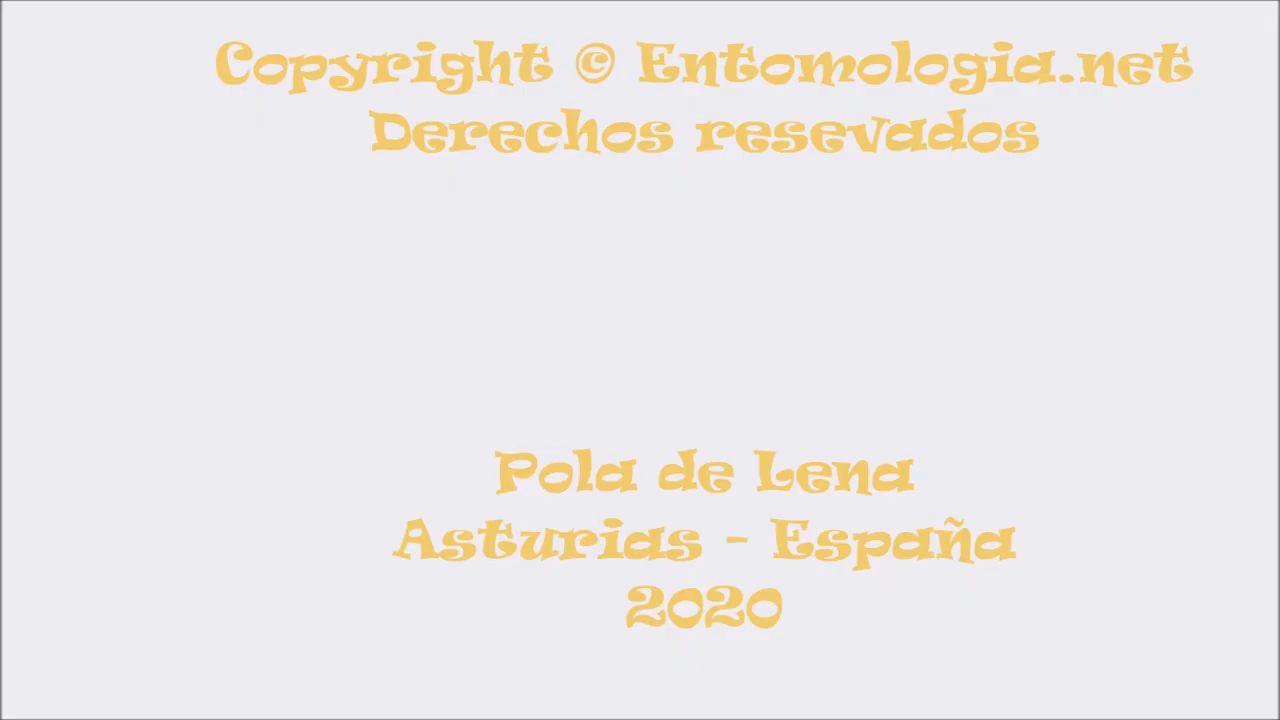 Copyright © Entomologia.net
Derechos resevados
Pola de Lena
Asturias - España
2020